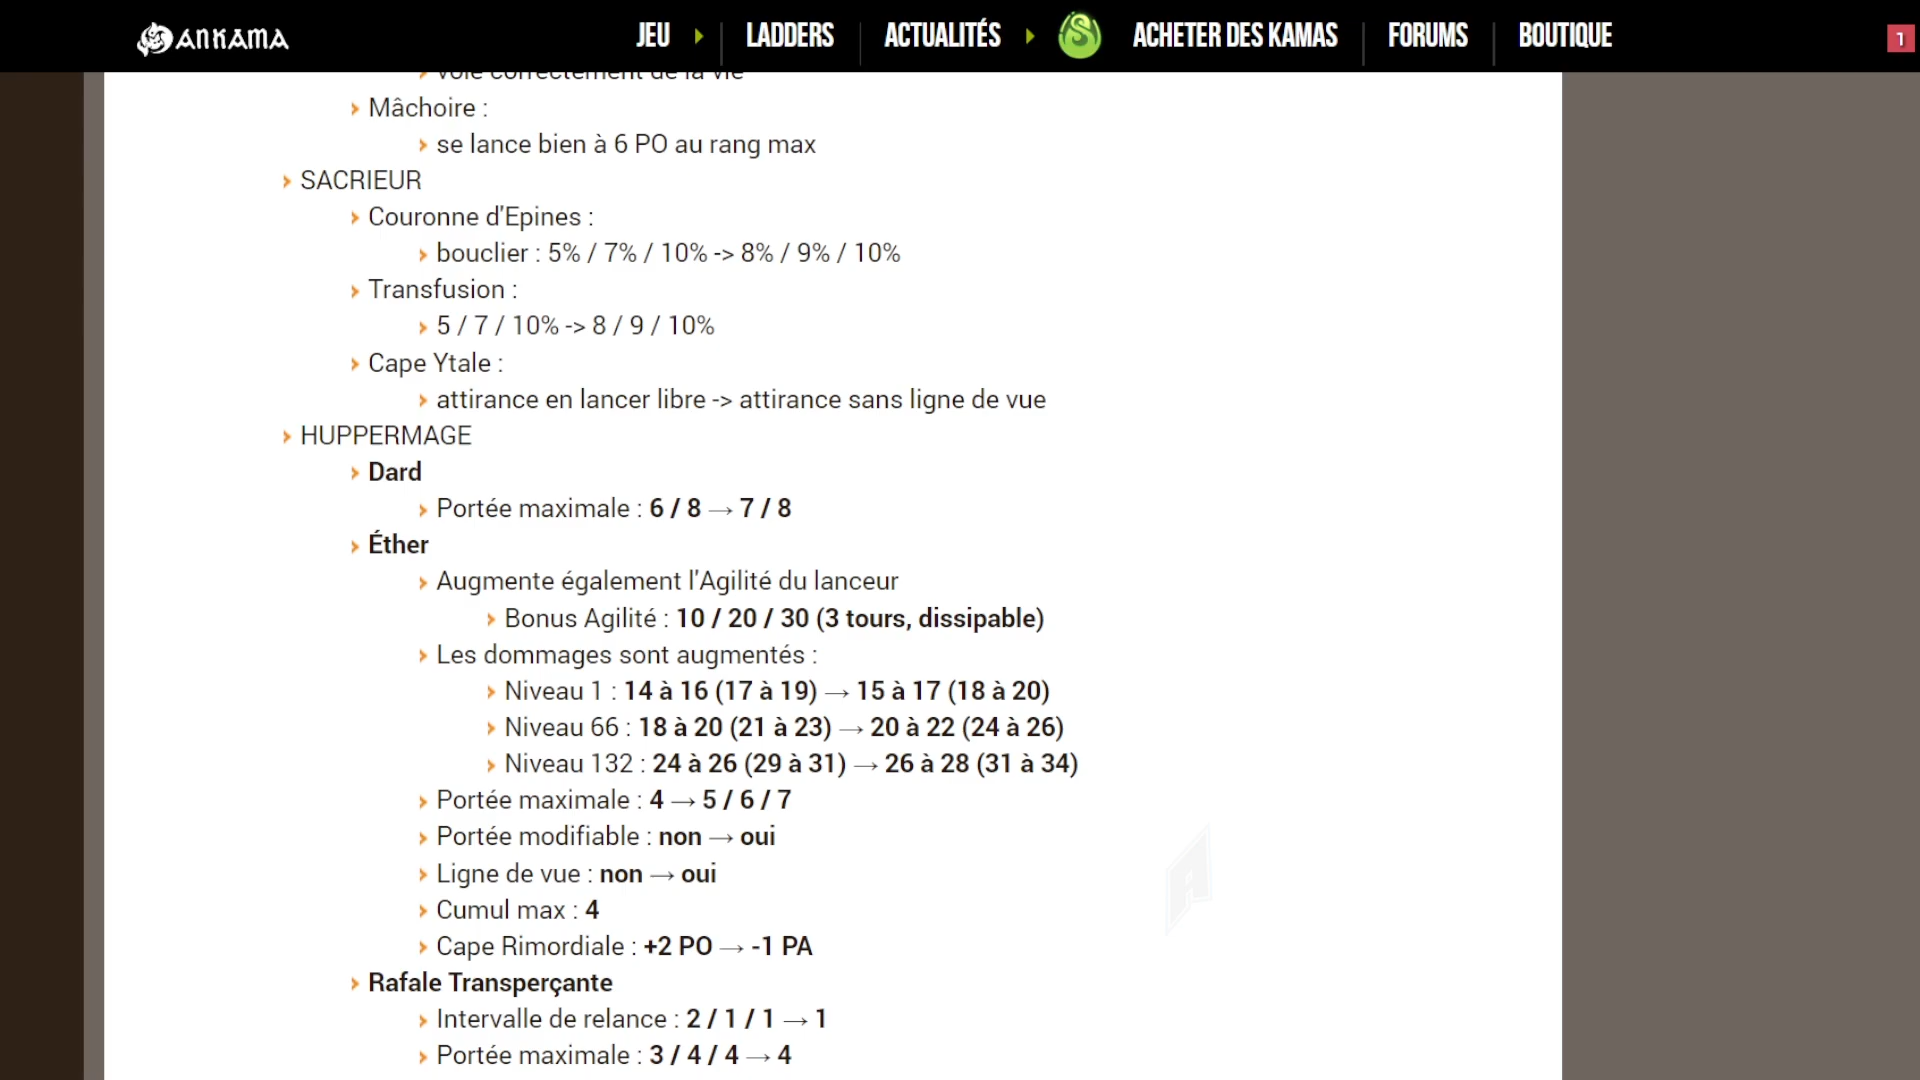 ANKAMA
JEU
LADDERS
ACTUALITÉS
ACHETER DES KAMAS
FORUMS
BOUTIQUE
1
vole correctement de la vie
Mâchoire :
se lance bien à 6 PO au rang max
SACRIEUR
Couronne d'Epines :
bouclier : 5% / 7% / 10% -> 8% / 9% / 10%
Transfusion :
5 / 7 / 10% -> 8 / 9 / 10%
Cape Ytale :
attirance en lancer libre -> attirance sans ligne de vue
HUPPERMAGE
Dard
Portée maximale : 6 / 8 → 7 / 8
Éther
Augmente également l'Agilité du lanceur
Bonus Agilité : 10 / 20 / 30 (3 tours, dissipable)
Les dommages sont augmentés :
Niveau 1 : 14 à 16 (17 à 19) → 15 à 17 (18 à 20)
Niveau 66 : 18 à 20 (21 à 23) → 20 à 22 (24 à 26)
Niveau 132 : 24 à 26 (29 à 31) → 26 à 28 (31 à 34)
Portée maximale : 4 → 5 / 6 / 7
Portée modifiable : non → oui
Ligne de vue : non → oui
Cumul max : 4
Cape Rimordiale : +2 PO → -1 PA
Rafale Transperçante
Intervalle de relance : 2 / 1 / 1 → 1
Portée maximale : 3 / 4 / 4 → 4